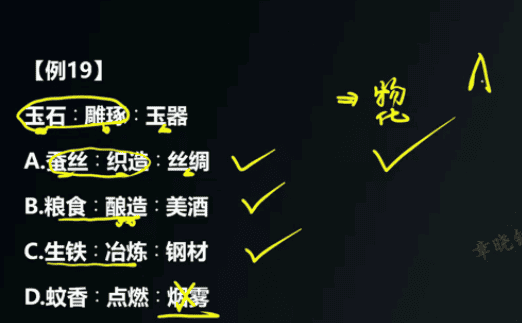 【例19】
玉石：雕琢：玉器
A.蚕丝：织造：丝绸
B.粮食：酿造：美酒
C.生铁：冶炼：钢材
D.蚊香：点燃：烟雾
⇒ 物化
A
章晓